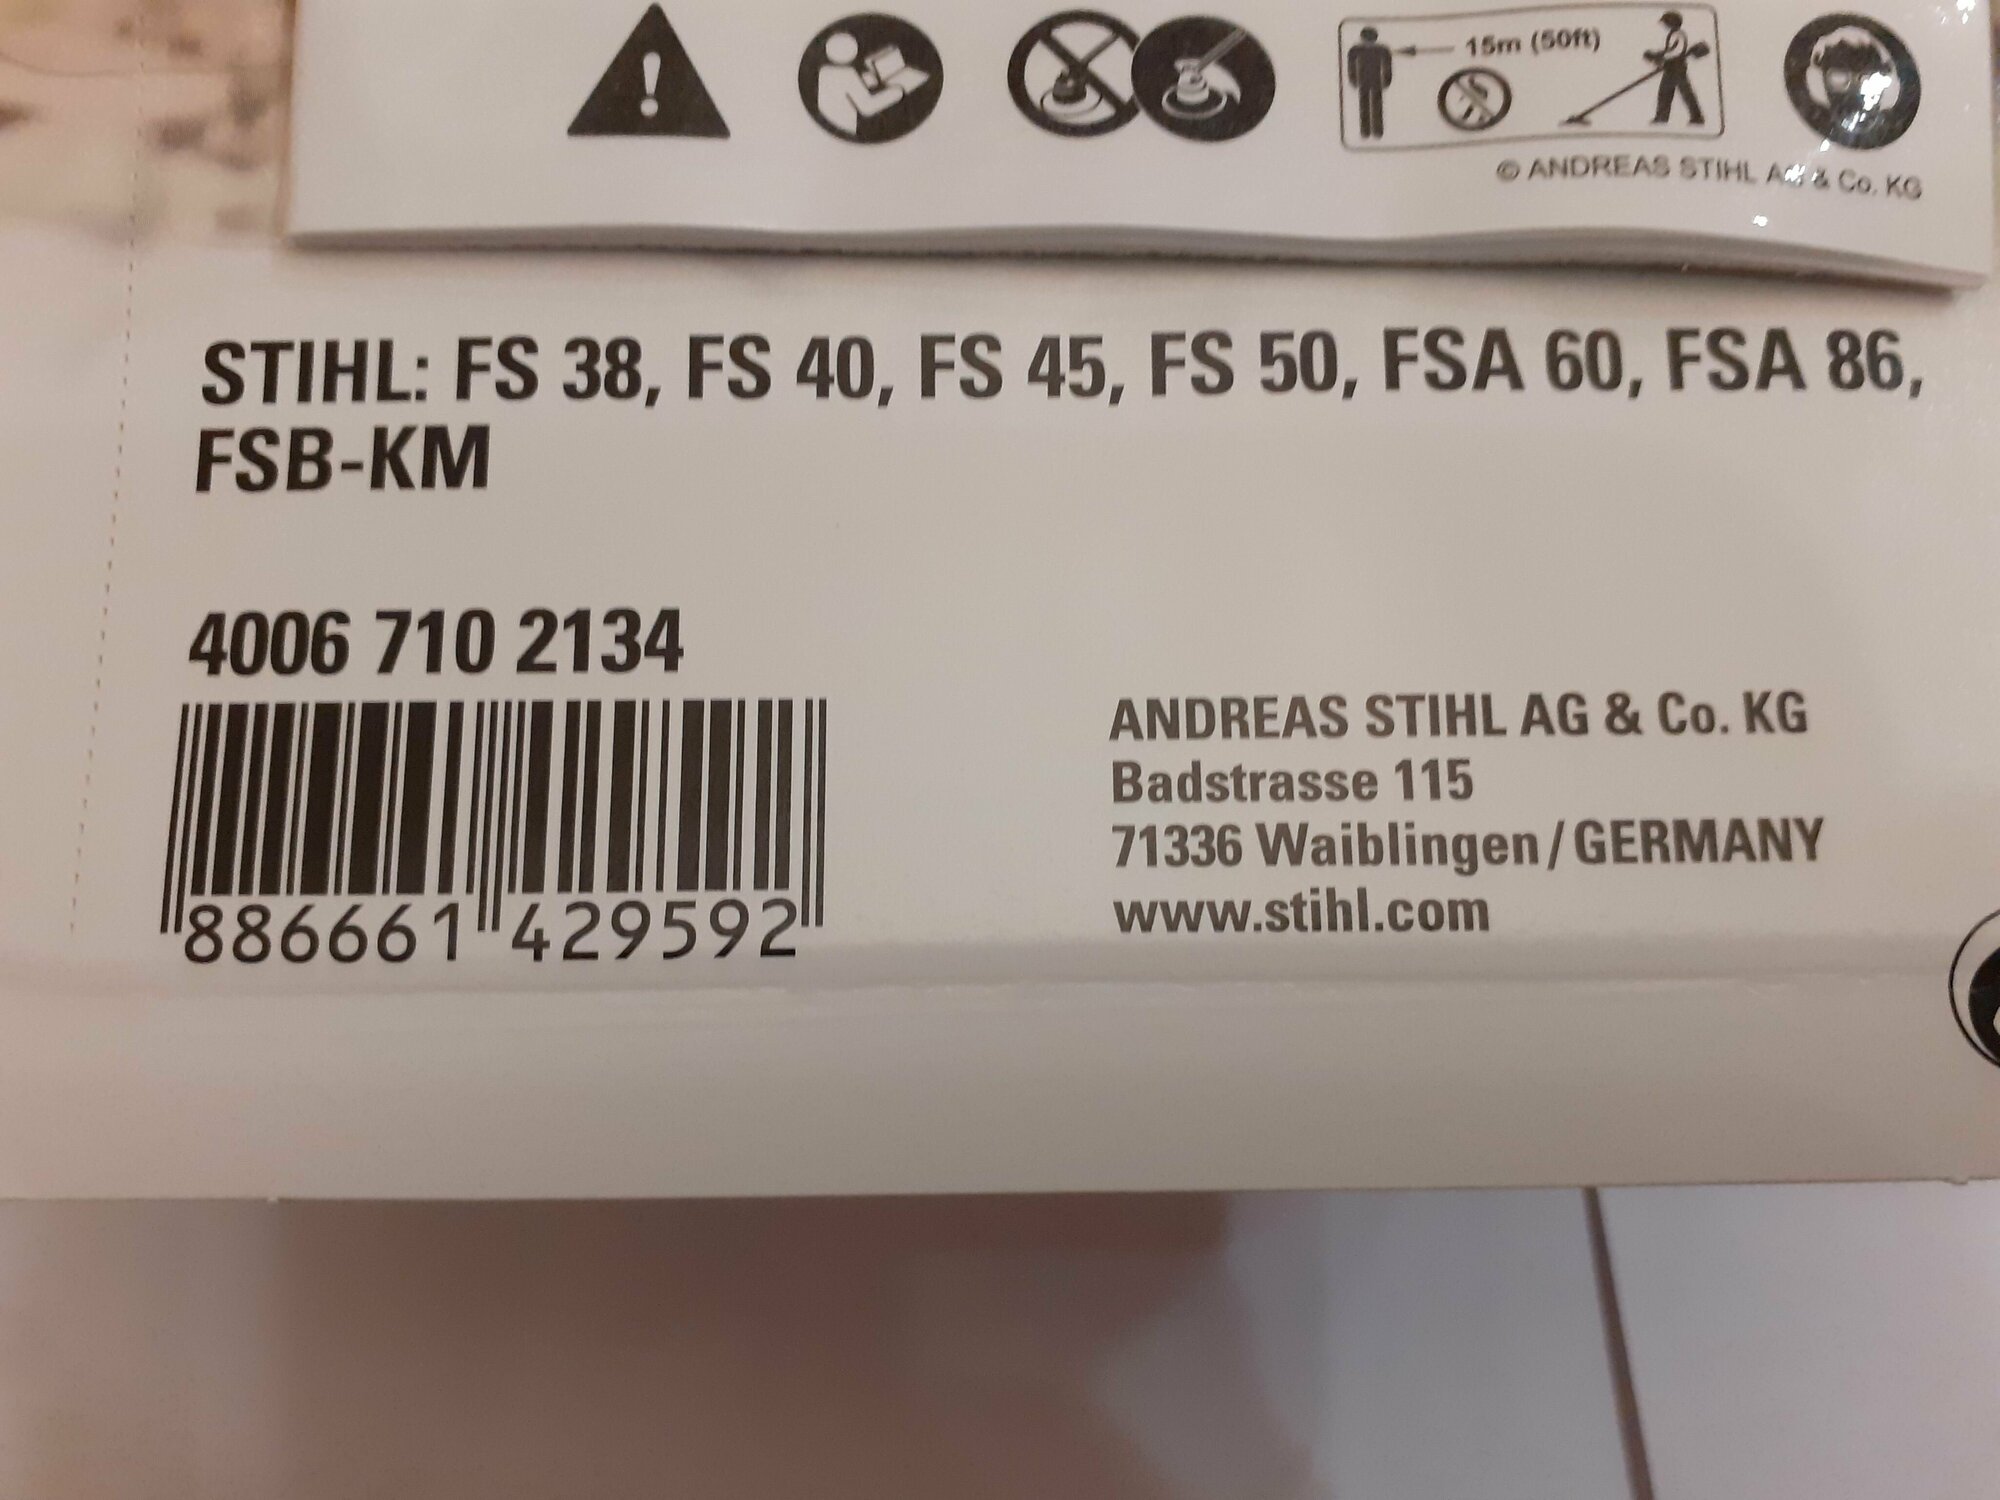 15m (50ft)
© ANDREAS STIHL AG & Co. KG
STIHL: FS 38, FS 40, FS 45, FS 50, FSA 60, FSA 86,
FSB-KM
4006 710 2134
886661 429592
ANDREAS STIHL AG & Co. KG
Badstrasse 115
71336 Waiblingen/GERMANY
www.stihl.com